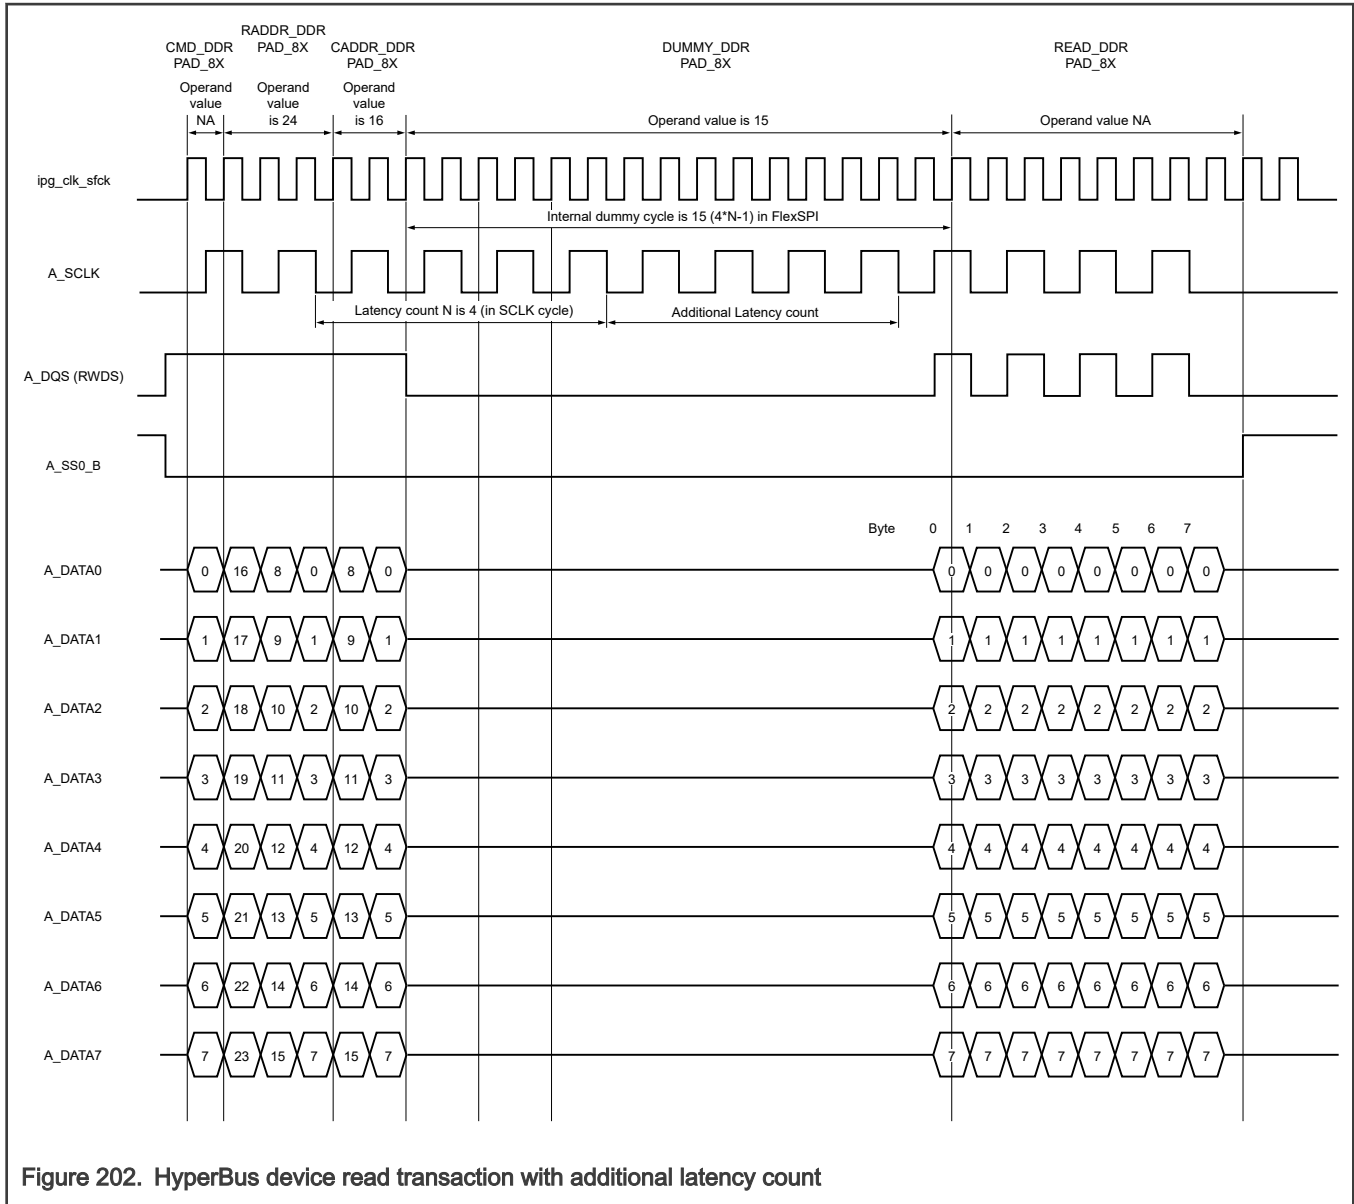 RADDR_DDR
CMD_DDR PAD_8X CADDR_DDR DUMMY_DDR READ_DDR
PAD_8X PAD_8X PAD_8X PAD_8X
Operand Operand Operand
value value value
NA is 24 is 16 Operand value is 15 Operand value NA
ipg_clk_sfck
Internal dummy cycle is 15 (4*N-1) in FlexSPI
A_SCLK
Latency count N is 4 (in SCLK cycle) Additional Latency count
A_DQS (RWDS)
A_SS0_B
Byte 0 1 2 3 4 5 6 7
A_DATA0 0 16 8 0 8 0 0 0 0 0 0 0 0 0
A_DATA1 1 17 9 1 9 1 1 1 1 1 1 1 1 1
A_DATA2 2 18 10 2 10 2 2 2 2 2 2 2 2 2
A_DATA3 3 19 11 3 11 3 3 3 3 3 3 3 3 3
A_DATA4 4 20 12 4 12 4 4 4 4 4 4 4 4 4
A_DATA5 5 21 13 5 13 5 5 5 5 5 5 5 5 5
A_DATA6 6 22 14 6 14 6 6 6 6 6 6 6 6 6
A_DATA7 7 23 15 7 15 7 7 7 7 7 7 7 7 7
Figure 202. HyperBus device read transaction with additional latency count